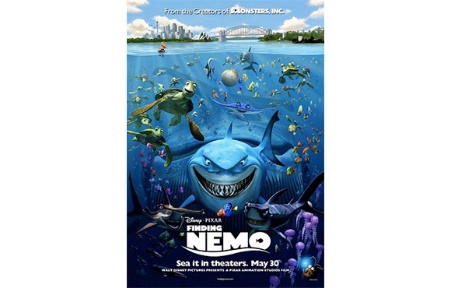 From the Creators of MONSTERS, INC.
Disney · PIXAR
FINDING
NEMO
Sea it in theaters. May 30
WALT DISNEY PICTURES PRESENTS A PIXAR ANIMATION STUDIOS FILM